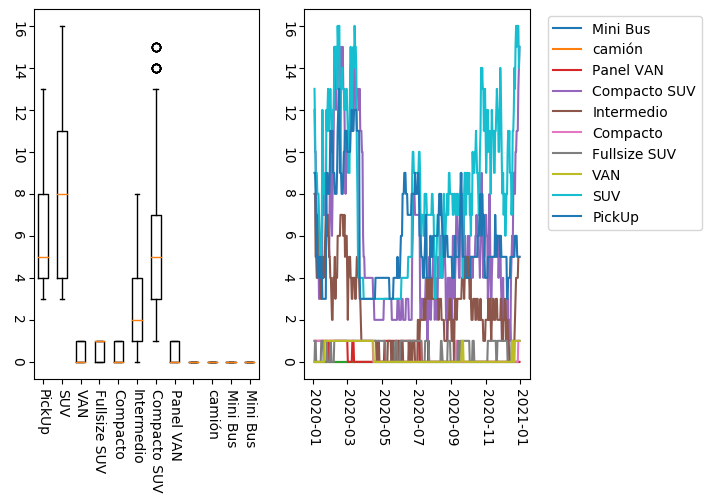 16
14
12
10
8
6
4
2
0
PickUp
SUV
VAN
Fullsize SUV
Compacto
Intermedio
Compacto SUV
Panel VAN
camión
Mini Bus
Mini Bus
16
14
12
10
8
6
4
2
0
2020-01
2020-03
2020-05
2020-07
2020-09
2020-11
2021-01
Mini Bus
camión
Panel VAN
Compacto SUV
Intermedio
Compacto
Fullsize SUV
VAN
SUV
PickUp